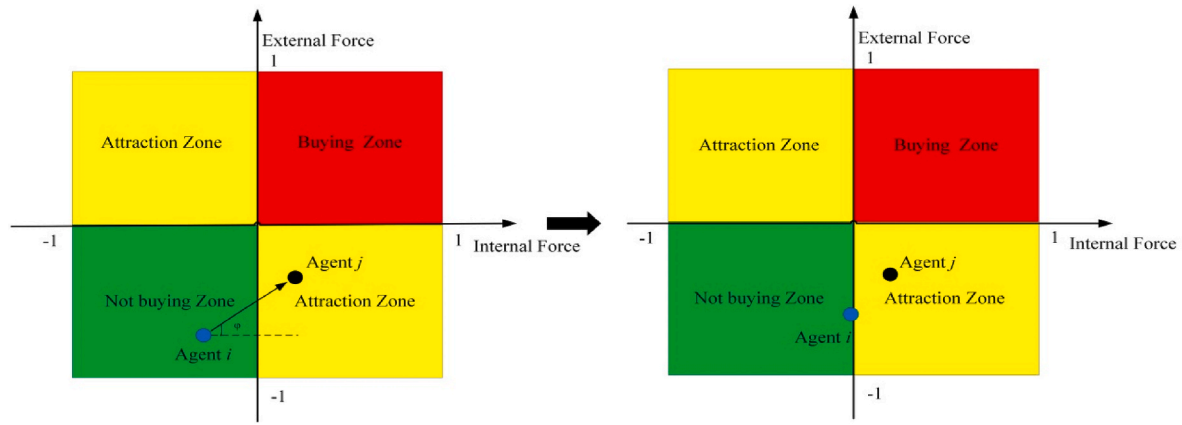 External Force
1
Attraction Zone
Buying Zone
-1
1
Internal Force
Agent j
Not buying Zone
Attraction Zone
φ
Agent i
-1
External Force
1
Attraction Zone
Buying Zone
-1
1
Internal Force
Agent j
Not buying Zone
Attraction Zone
Agent i
-1